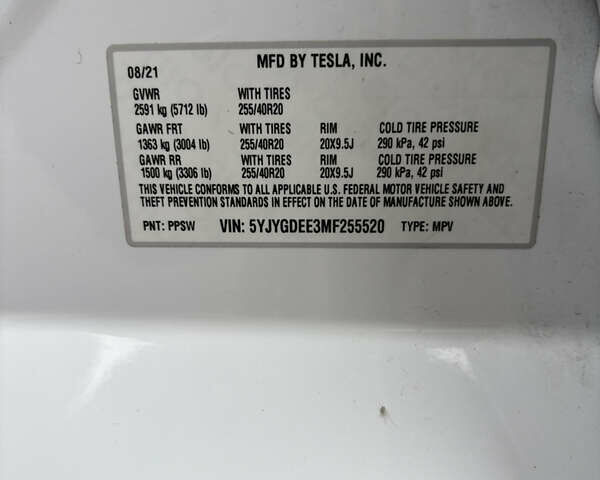 MFD BY TESLA, INC.
08/21
GVWR WITH TIRES
2591 kg (5712 lb) 255/40R20
GAWR FRT WITH TIRES RIM COLD TIRE PRESSURE
1363 kg (3004 lb) 255/40R20 20X9.5J 290 kPa, 42 psi
GAWR RR WITH TIRES RIM COLD TIRE PRESSURE
1500 kg (3306 lb) 255/40R20 20X9.5J 290 kPa, 42 psi
THIS VEHICLE CONFORMS TO ALL APPLICABLE U.S. FEDERAL MOTOR VEHICLE SAFETY AND
THEFT PREVENTION STANDARDS IN EFFECT ON THE DATE OF MANUFACTURE SHOWN ABOVE.
PNT: PPSW VIN: 5YJYGDEE3MF255520 TYPE: MPV